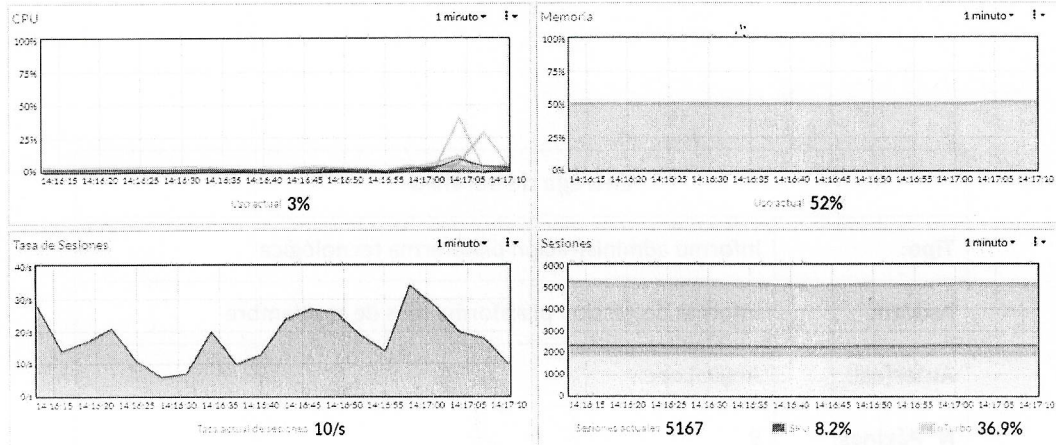 CPU
1 minuto
100%
75%
50%
25%
0%
14:16:15 14:16:20 14:16:25 14:16:30 14:16:35 14:16:40 14:16:45 14:16:50 14:16:55 14:17:00 14:17:05 14:17:10
Uso actual 3%
Memoria
1 minuto
100%
75%
50%
25%
0%
14:16:15 14:16:20 14:16:25 14:16:30 14:16:35 14:16:40 14:16:45 14:16:50 14:16:55 14:17:00 14:17:05 14:17:10
Uso actual 52%
Tasa de Sesiones
1 minuto
40/s
30/s
20/s
10/s
0/s
14:16:15 14:16:20 14:16:25 14:16:30 14:16:35 14:16:40 14:16:45 14:16:50 14:16:55 14:17:00 14:17:05 14:17:10
Tasa actual de sesiones 10/s
Sesiones
1 minuto
6000
5000
4000
3000
2000
1000
0
14:16:15 14:16:20 14:16:25 14:16:30 14:16:35 14:16:40 14:16:45 14:16:50 14:16:55 14:17:00 14:17:05 14:17:10
Sesiones actuales 5167 SPU 8.2% nTurbo 36.9%